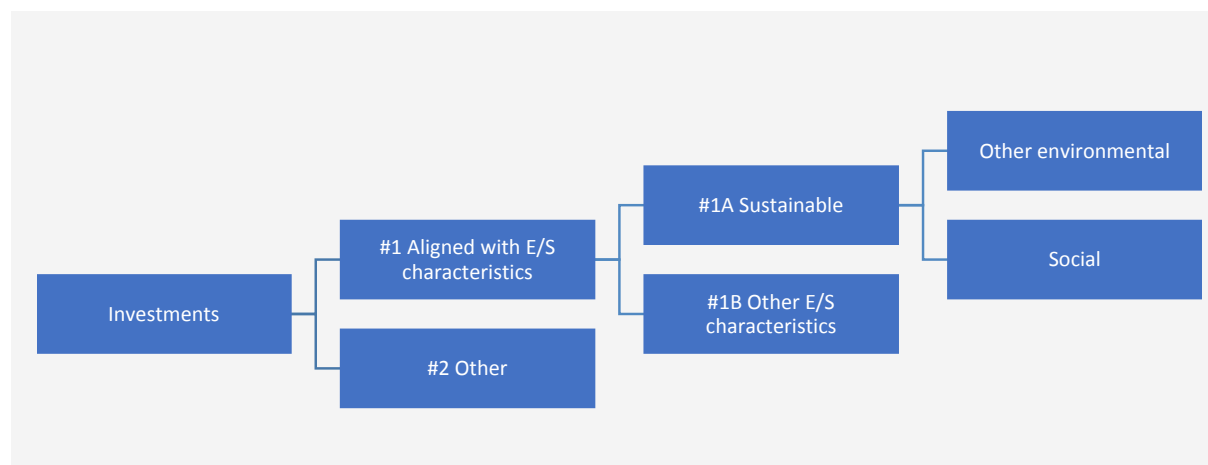 Investments
#1 Aligned with E/S
characteristics
#2 Other
#1A Sustainable
#1B Other E/S
characteristics
Other environmental
Social